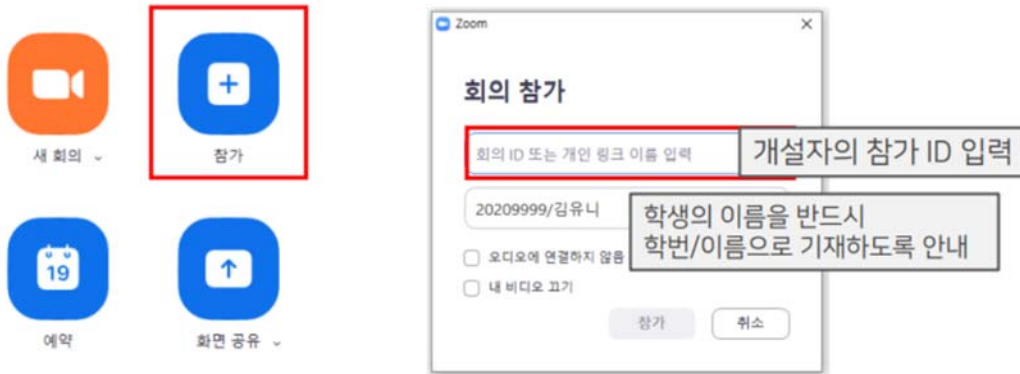 새 회의
참가
19
예약
화면 공유
Zoom
회의 참가
회의 ID 또는 개인 링크 이름 입력
개설자의 참가 ID 입력
20209999/김유니
학생의 이름을 반드시
학번/이름으로 기재하도록 안내
오디오에 연결하지 않음
내 비디오 끄기
참가
취소